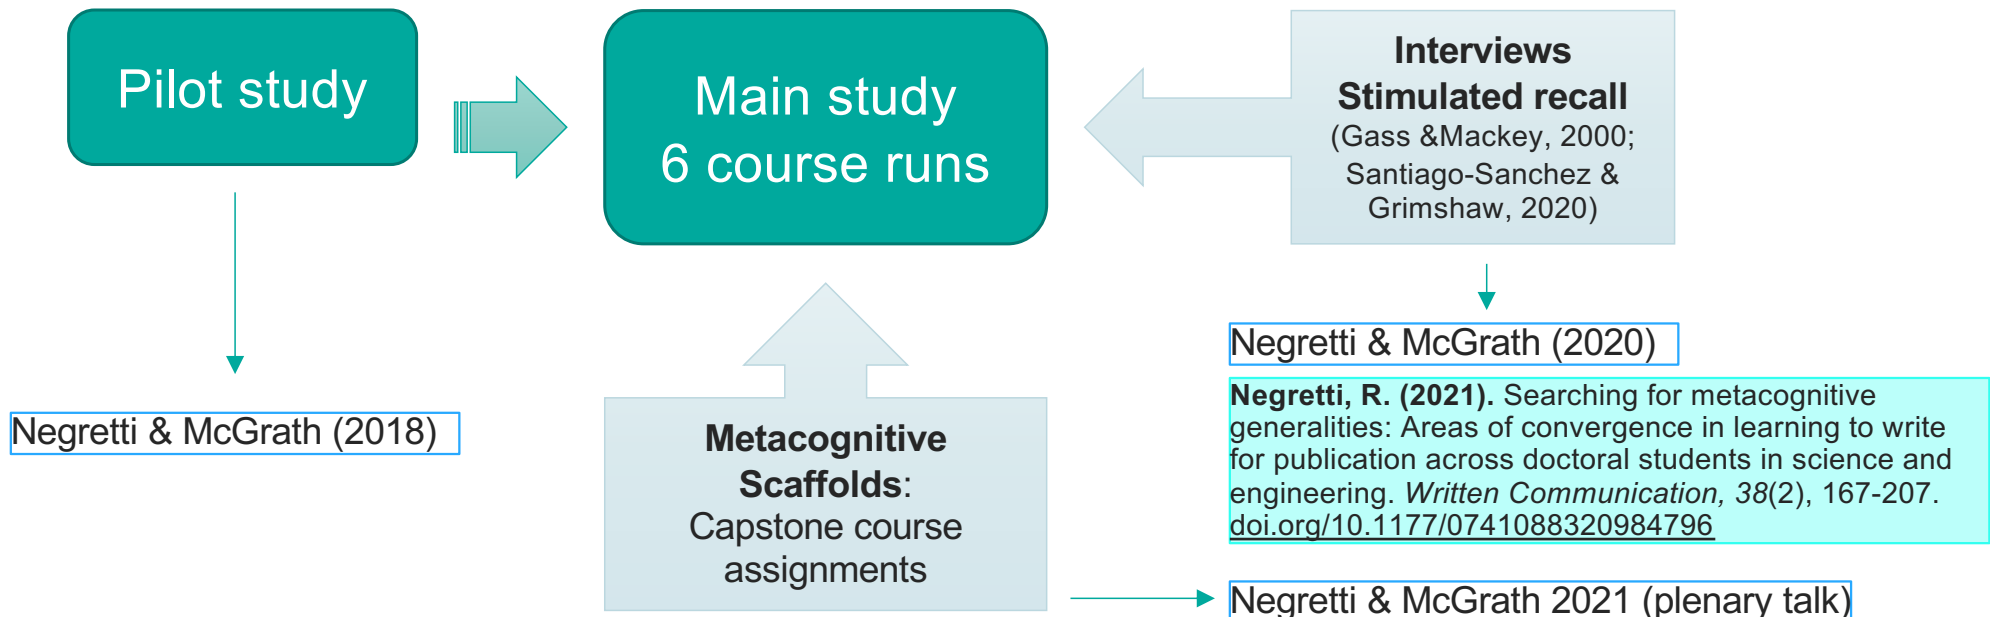 Pilot study
Main study
6 course runs
Interviews
Stimulated recall
(Gass &Mackey, 2000;
Santiago-Sanchez &
Grimshaw, 2020)
Negretti & McGrath (2018)
Metacognitive
Scaffolds:
Capstone course
assignments
Negretti & McGrath (2020)
Negretti, R. (2021). Searching for metacognitive
generalities: Areas of convergence in learning to write
for publication across doctoral students in science and
engineering. Written Communication, 38(2), 167-207.
doi.org/10.1177/0741088320984796
Negretti & McGrath 2021 (plenary talk)